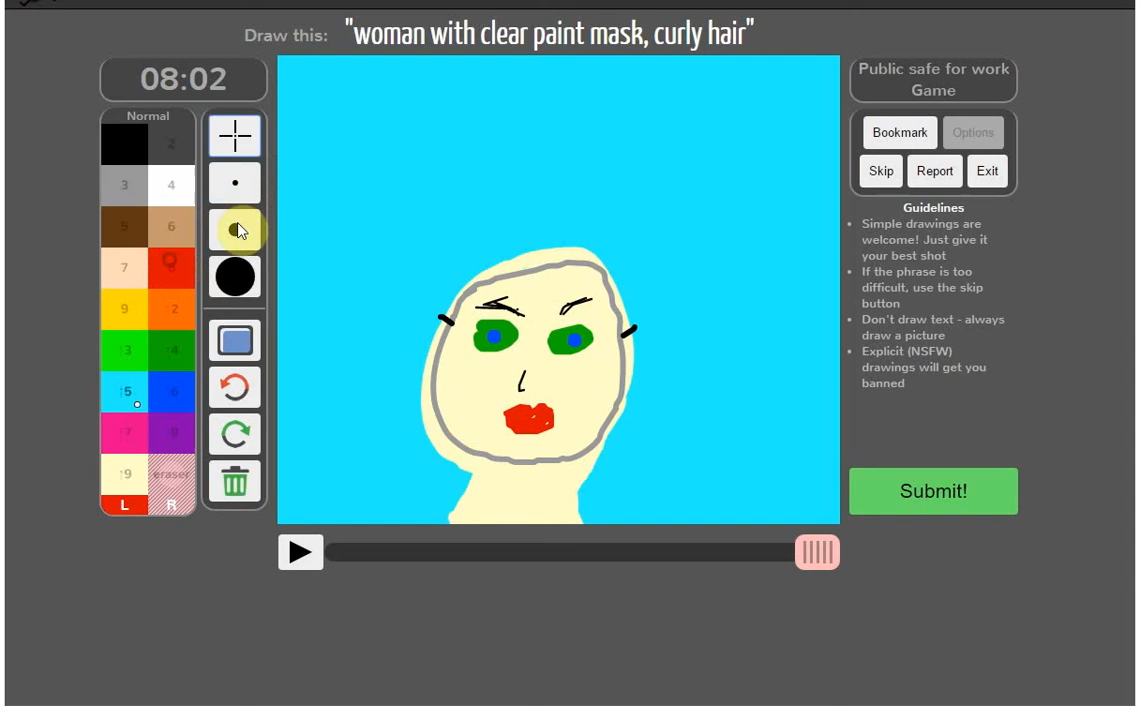 Draw this: "woman with clear paint mask, curly hair"
08:02
Public safe for work
Game
Normal
2
3 4
5 6
7
9
Bookmark Options
Skip Report Exit
Guidelines
• Simple drawings are
welcome! Just give it
your best shot
• If the phrase is too
difficult, use the skip
button
• Don't draw text - always
draw a picture
• Explicit (NSFW)
drawings will get you
banned
eraser
L R
Submit!